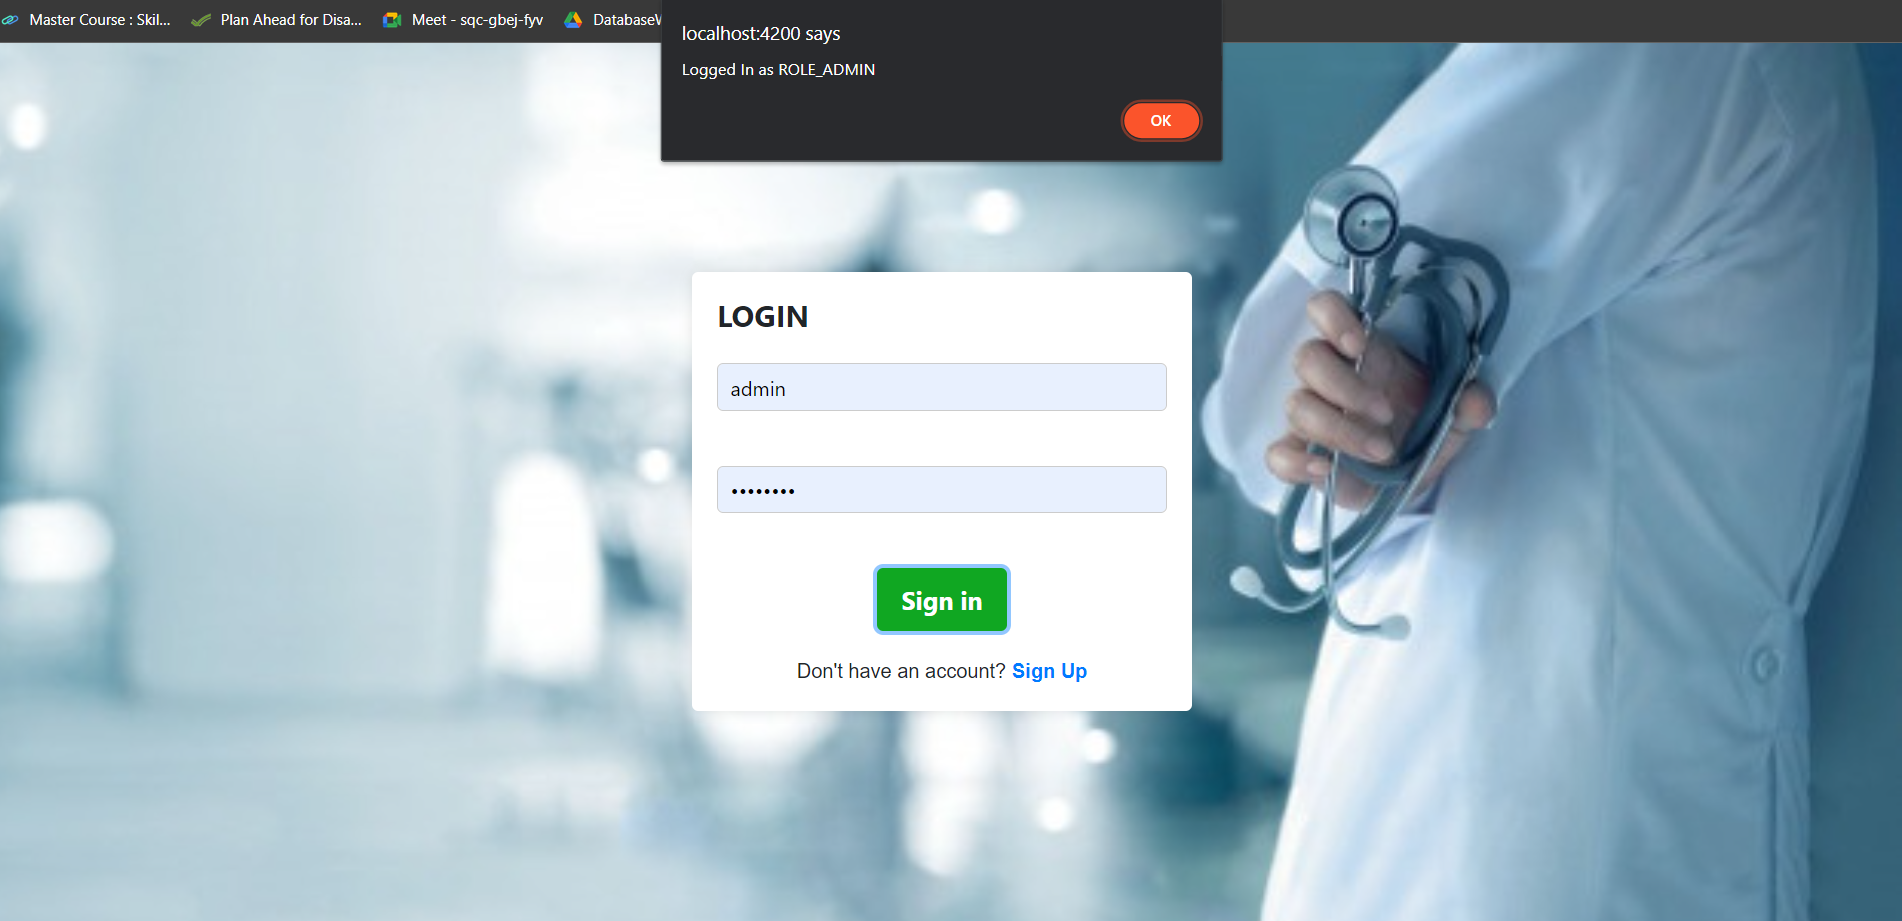 Master Course : Skil...
Plan Ahead for Disa...
Meet - sqc-gbej-fyv
localhost:4200 says
Logged In as ROLE_ADMIN
OK
LOGIN
admin
••••••••
Sign in
Don't have an account? Sign Up